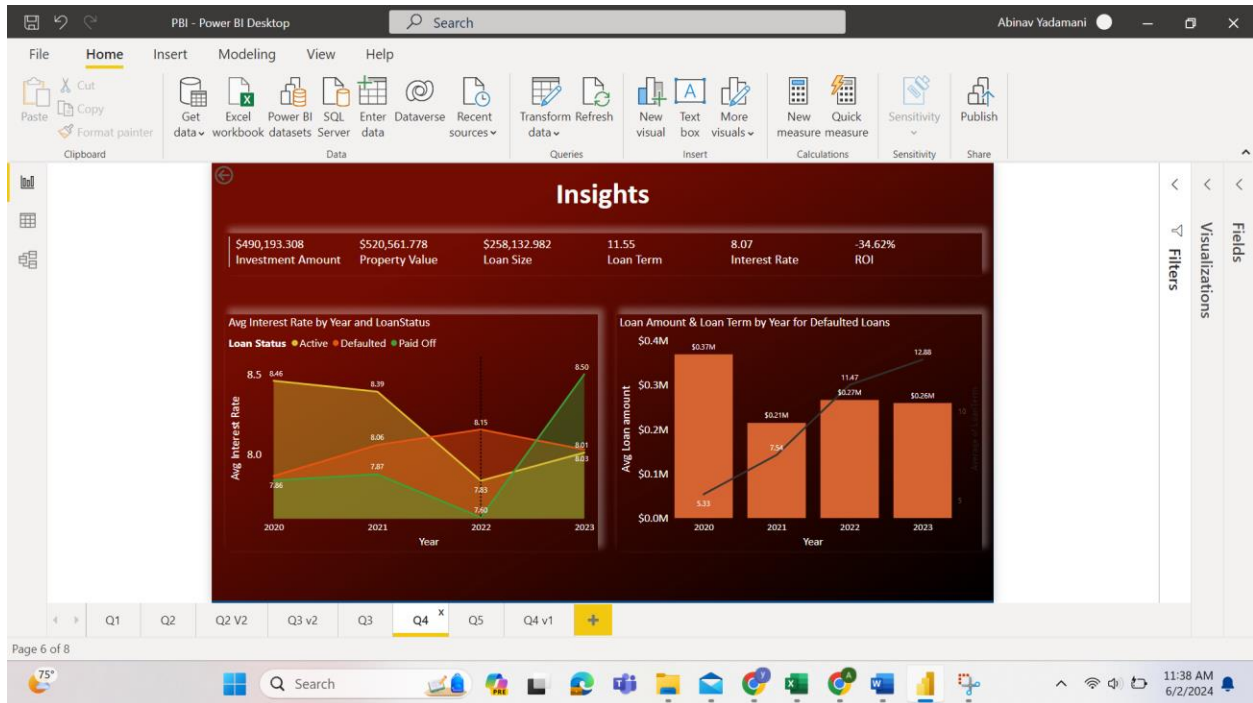 PBI - Power BI Desktop
Search
Abinav Yadamani
File Home Insert Modeling View Help
Paste
Cut
Copy
Format painter
Clipboard
Get data
Excel workbook
Power BI datasets
SQL Server
Enter data
Dataverse
Recent sources
Data
Transform data
Refresh
Queries
New visual
Text box
More visuals
Insert
New measure
Quick measure
Calculations
Sensitivity
Sensitivity
Publish
Share
Insights
$490,193.308 $520,561.778 $258,132.982 11.55 8.07 -34.62%
Investment Amount Property Value Loan Size Loan Term Interest Rate ROI
Avg Interest Rate by Year and LoanStatus
Loan Status Active Defaulted Paid Off
Avg Interest Rate
8.5
8.0
8.46
8.39
8.50
8.06
8.15
7.87
8.01
8.03
7.86
7.83
7.60
2020 2021 2022 2023
Year
Loan Amount & Loan Term by Year for Defaulted Loans
Avg Loan amount
$0.4M
$0.3M
$0.2M
$0.1M
$0.0M
$0.37M
$0.21M
$0.27M
$0.26M
5.33
7.54
11.47
12.88
10
5
2020 2021 2022 2023
Year
Filters
Visualizations
Fields
Q1 Q2 Q2 V2 Q3 v2 Q3 Q4 x Q5 Q4 v1 +
Page 6 of 8
75°
Search
PRE
11:38 AM
6/2/2024